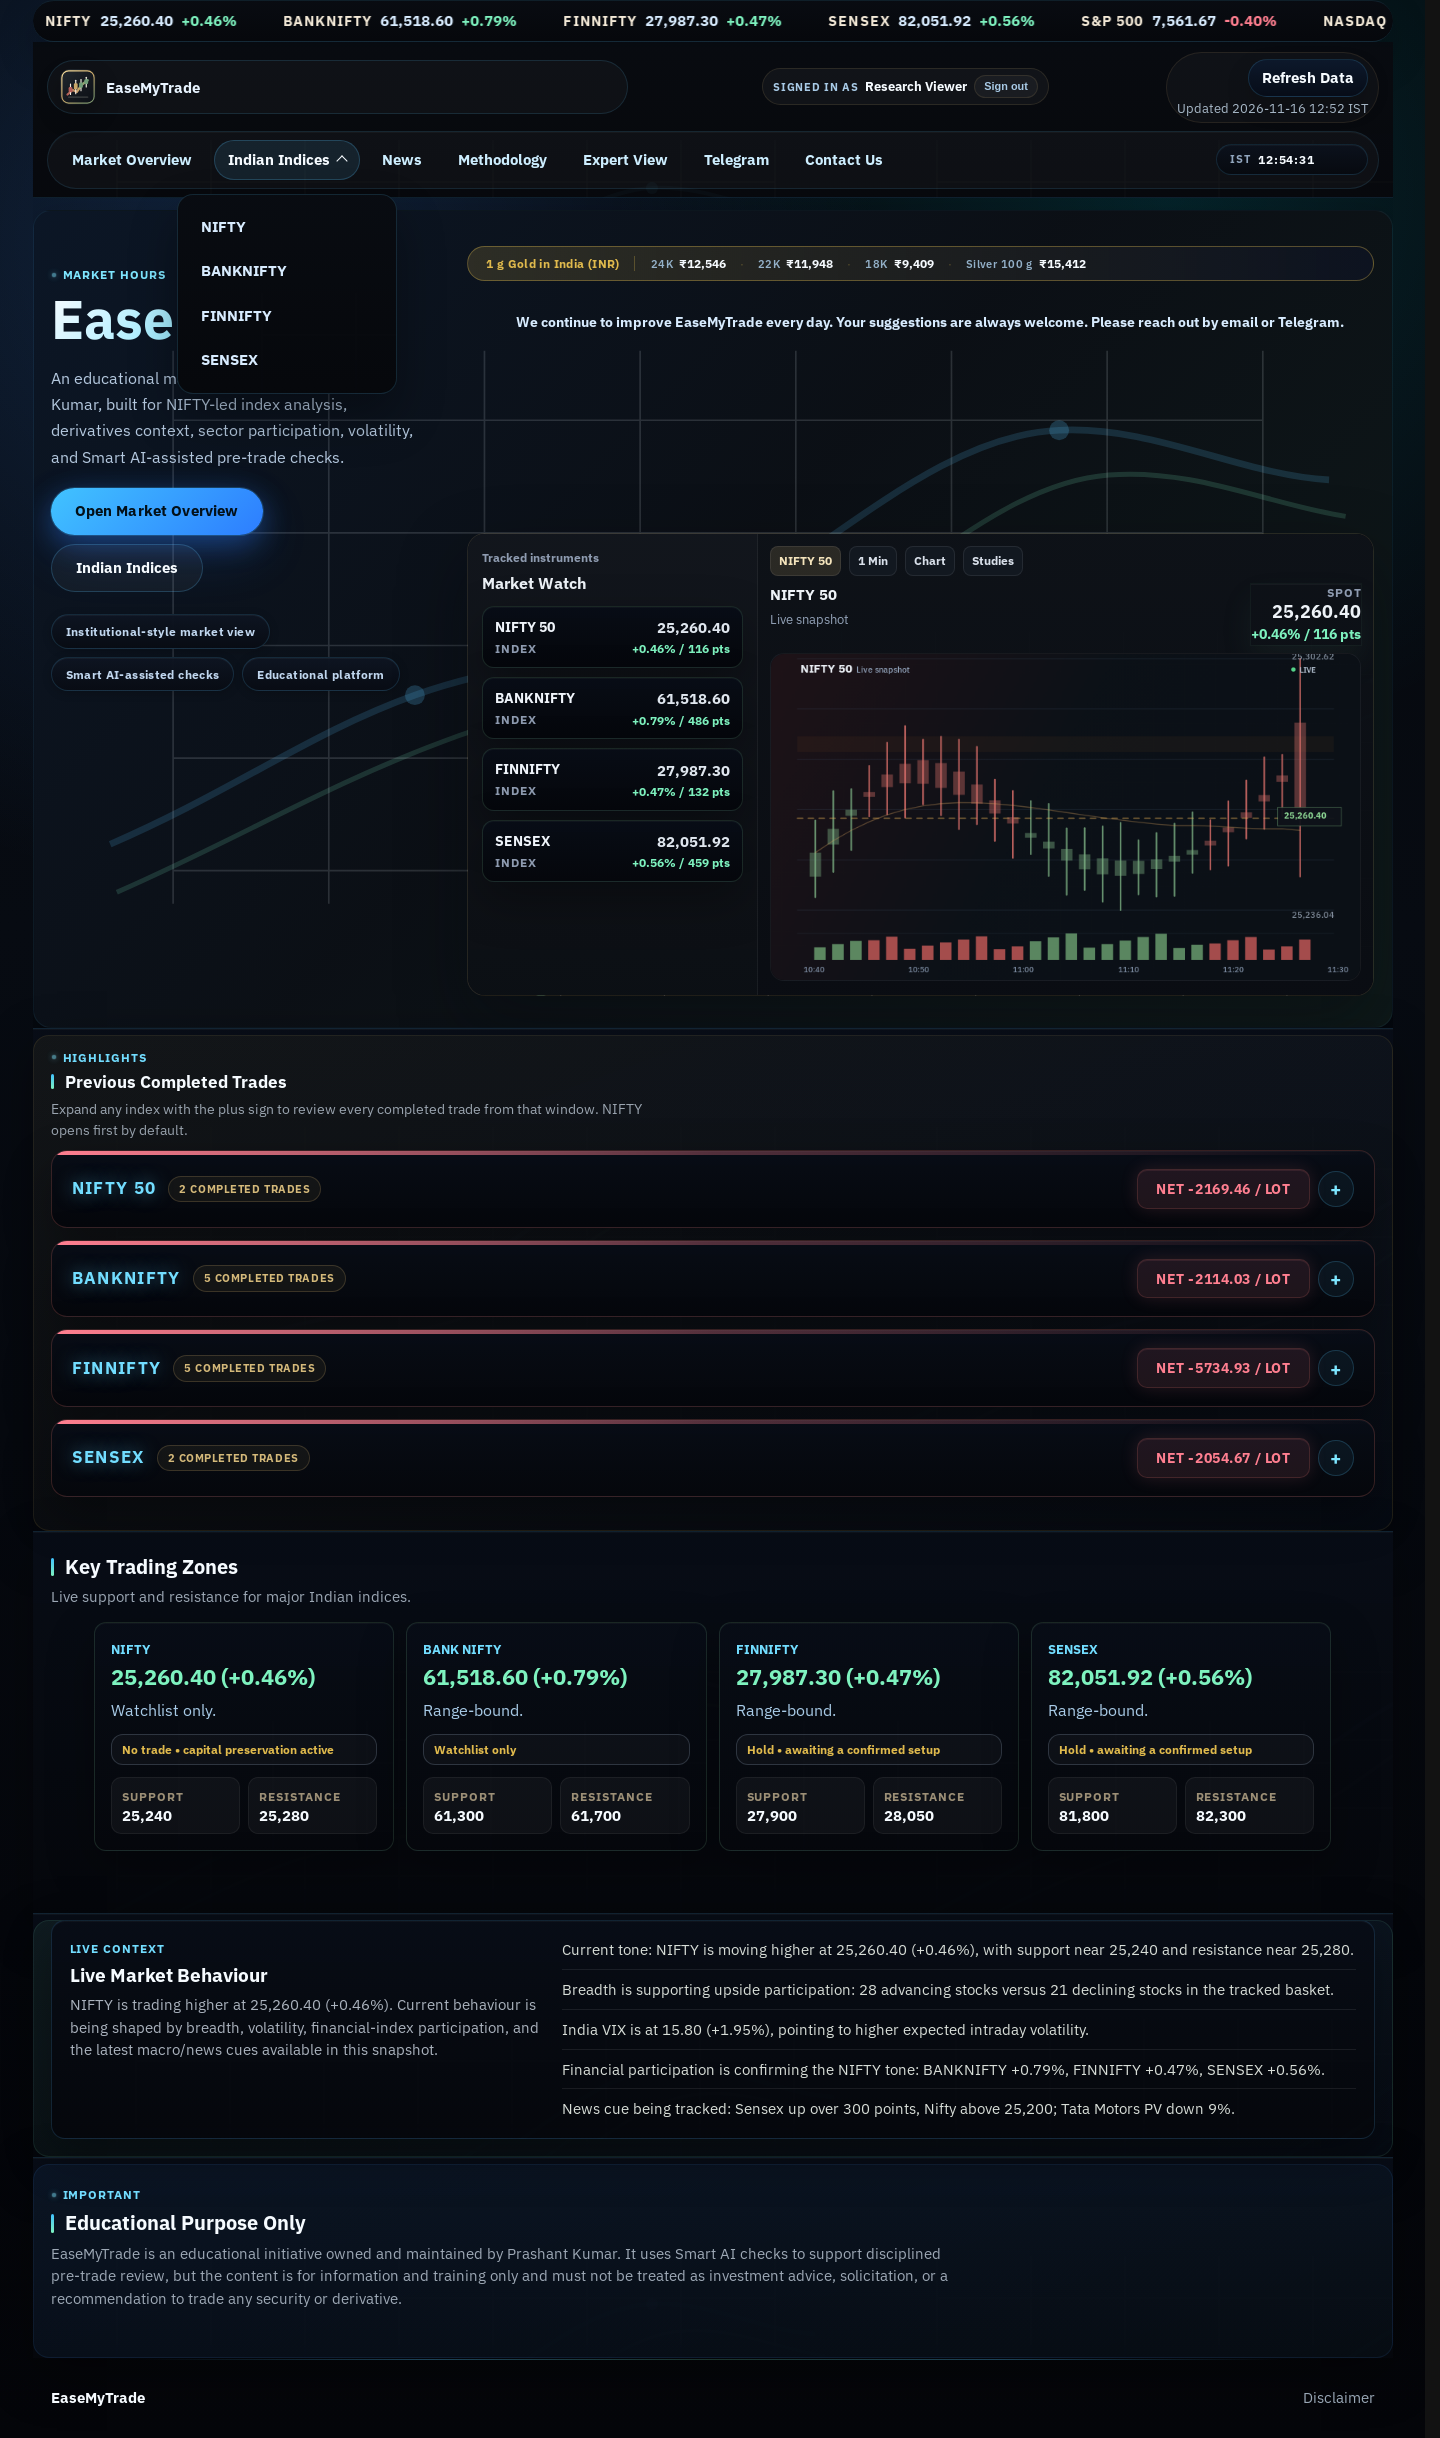 NIFTY 25,260.40 +0.46% BANKNIFTY 61,518.60 +0.79% FINNIFTY 27,987.30 +0.47% SENSEX 82,051.92 +0.56% S&P 500 7,561.67 -0.40% NASDAQ
EaseMyTrade
SIGNED IN AS Research Viewer Sign out
Refresh Data
Updated 2026-11-16 12:52 IST
Market Overview Indian Indices News Methodology Expert View Telegram Contact Us IST 12:54:31
NIFTY
BANKNIFTY
FINNIFTY
SENSEX
MARKET HOURS
Ease
An educational m
Kumar, built for NIFTY-led index analysis,
derivatives context, sector participation, volatility,
and Smart AI-assisted pre-trade checks.
Open Market Overview
Indian Indices
Institutional-style market view
Smart AI-assisted checks Educational platform
1 g Gold in India (INR) 24K ₹12,546 · 22K ₹11,948 · 18K ₹9,409 · Silver 100 g ₹15,412
We continue to improve EaseMyTrade every day. Your suggestions are always welcome. Please reach out by email or Telegram.
Tracked instruments
Market Watch
NIFTY 50 25,260.40
INDEX +0.46% / 116 pts
BANKNIFTY 61,518.60
INDEX +0.79% / 486 pts
FINNIFTY 27,987.30
INDEX +0.47% / 132 pts
SENSEX 82,051.92
INDEX +0.56% / 459 pts
NIFTY 50 1 Min Chart Studies
NIFTY 50
Live snapshot
SPOT
25,260.40
+0.46% / 116 pts
NIFTY 50 Live snapshot
25,302.62
LIVE
25,260.40
25,236.04
10:40 10:50 11:00 11:10 11:20 11:30
HIGHLIGHTS
Previous Completed Trades
Expand any index with the plus sign to review every completed trade from that window. NIFTY
opens first by default.
NIFTY 50 2 COMPLETED TRADES NET -2169.46 / LOT +
BANKNIFTY 5 COMPLETED TRADES NET -2114.03 / LOT +
FINNIFTY 5 COMPLETED TRADES NET -5734.93 / LOT +
SENSEX 2 COMPLETED TRADES NET -2054.67 / LOT +
Key Trading Zones
Live support and resistance for major Indian indices.
NIFTY
25,260.40 (+0.46%)
Watchlist only.
No trade • capital preservation active
SUPPORT RESISTANCE
25,240 25,280
BANK NIFTY
61,518.60 (+0.79%)
Range-bound.
Watchlist only
SUPPORT RESISTANCE
61,300 61,700
FINNIFTY
27,987.30 (+0.47%)
Range-bound.
Hold • awaiting a confirmed setup
SUPPORT RESISTANCE
27,900 28,050
SENSEX
82,051.92 (+0.56%)
Range-bound.
Hold • awaiting a confirmed setup
SUPPORT RESISTANCE
81,800 82,300
LIVE CONTEXT
Live Market Behaviour
NIFTY is trading higher at 25,260.40 (+0.46%). Current behaviour is
being shaped by breadth, volatility, financial-index participation, and
the latest macro/news cues available in this snapshot.
Current tone: NIFTY is moving higher at 25,260.40 (+0.46%), with support near 25,240 and resistance near 25,280.
Breadth is supporting upside participation: 28 advancing stocks versus 21 declining stocks in the tracked basket.
India VIX is at 15.80 (+1.95%), pointing to higher expected intraday volatility.
Financial participation is confirming the NIFTY tone: BANKNIFTY +0.79%, FINNIFTY +0.47%, SENSEX +0.56%.
News cue being tracked: Sensex up over 300 points, Nifty above 25,200; Tata Motors PV down 9%.
IMPORTANT
Educational Purpose Only
EaseMyTrade is an educational initiative owned and maintained by Prashant Kumar. It uses Smart AI checks to support disciplined
pre-trade review, but the content is for information and training only and must not be treated as investment advice, solicitation, or a
recommendation to trade any security or derivative.
EaseMyTrade
Disclaimer